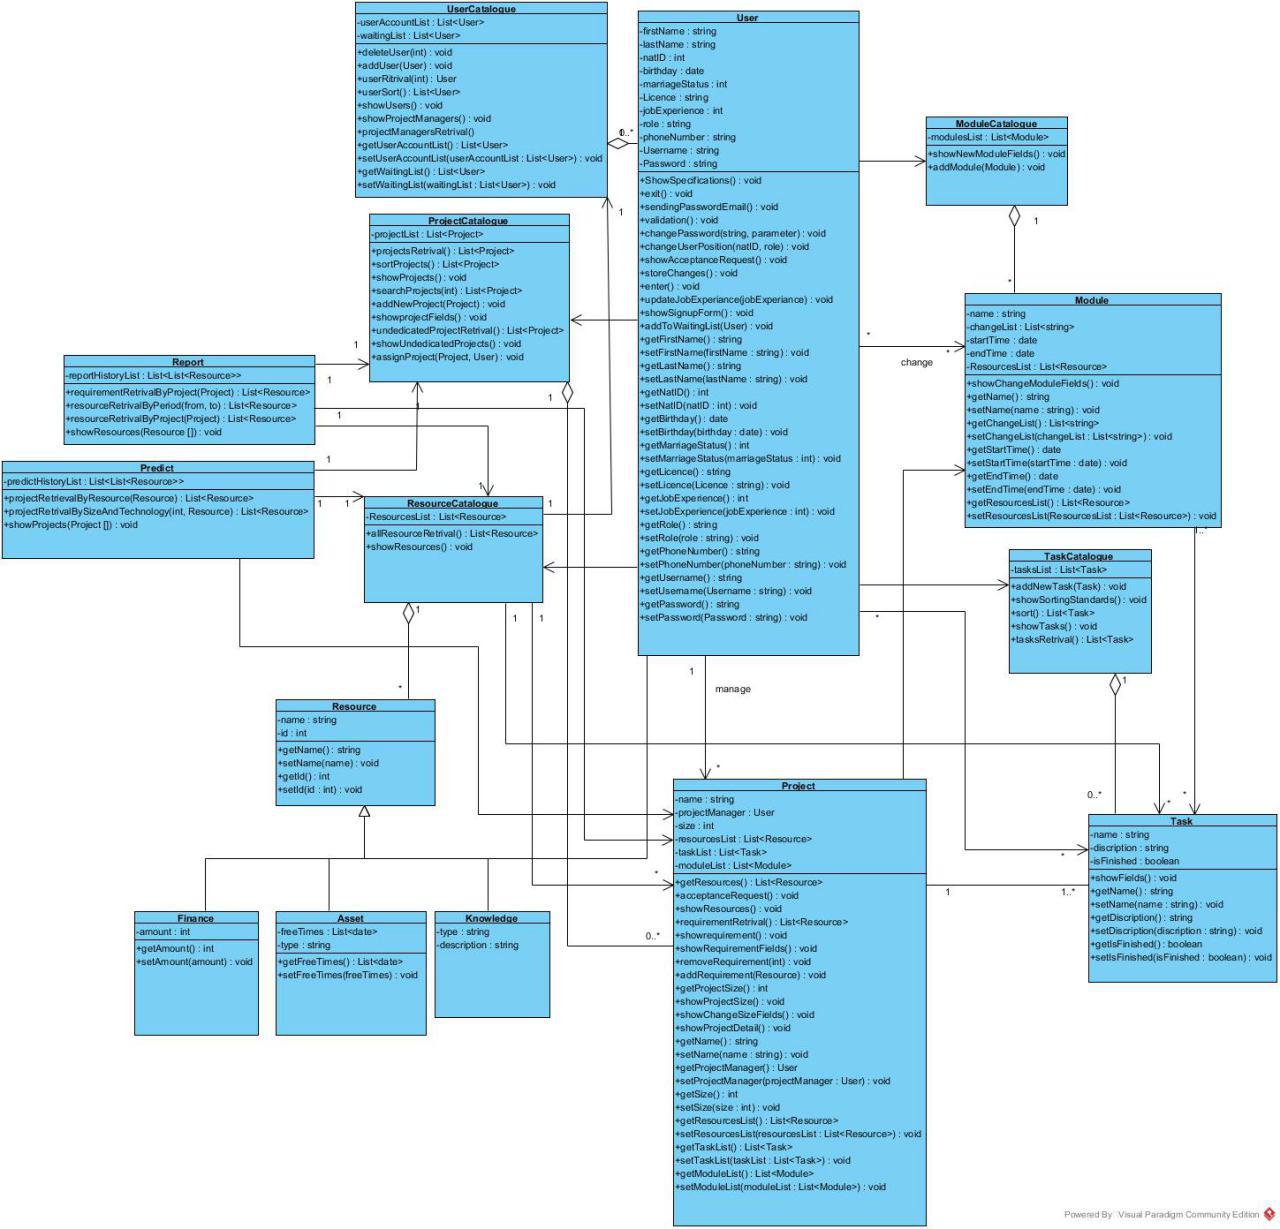 UserCatalogue
-userAccountList : List<User>
-waitingList : List<User>
+deleteUser(int) : void
+addUser(User) : void
+userRitrival(int) : User
+userSort() : List<User>
+showUsers() : void
+showProjectManagers() : void
+projectManagersRetrival()
+getUserAccountList() : List<User>
+setUserAccountList(userAccountList : List<User>) : void
+getWaitingList() : List<User>
+setWaitingList(waitingList : List<User>) : void
User
-firstName : string
-lastName : string
-natID : int
-birthday : date
-marriageStatus : int
-Licence : string
-jobExperience : int
-role : string
-phoneNumber : string
-Username : string
-Password : string
+ShowSpecifications() : void
+exit() : void
+sendingPasswordEmail() : void
+validation() : void
+changePassword(string, parameter) : void
+changeUserPosition(natID, role) : void
+showAcceptanceRequest() : void
+storeChanges() : void
+enter() : void
+updateJobExperiance(jobExperiance) : void
+showSignupForm() : void
+addToWaitingList(User) : void
+getFirstName() : string
+setFirstName(firstName : string) : void
+getLastName() : string
+setLastName(lastName : string) : void
+getNatID() : int
+setNatID(natID : int) : void
+getBirthday() : date
+setBirthday(birthday : date) : void
+getMarriageStatus() : int
+setMarriageStatus(marriageStatus : int) : void
+getLicence() : string
+setLicence(Licence : string) : void
+getJobExperience() : int
+setJobExperience(jobExperience : int) : void
+getRole() : string
+setRole(role : string) : void
+getPhoneNumber() : string
+setPhoneNumber(phoneNumber : string) : void
+getUsername() : string
+setUsername(Username : string) : void
+getPassword() : string
+setPassword(Password : string) : void
ModuleCatalogue
-modulesList : List<Module>
+showNewModuleFields() : void
+addModule(Module) : void
1
*
0..*
1
ProjectCatalogue
-projectList : List<Project>
+projectsRetrival() : List<Project>
+sortProjects() : List<Project>
+showProjects() : void
+searchProjects(int) : List<Project>
+addNewProject(Project) : void
+showprojectFields() : void
+undedicatedProjectRetrival() : List<Project>
+showUndedicatedProjects() : void
+assignProject(Project, User) : void
Module
-name : string
-changeList : List<string>
-startTime : date
-endTime : date
-ResourcesList : List<Resource>
+showChangeModuleFields() : void
+getName() : string
+setName(name : string) : void
+getChangeList() : List<string>
+setChangeList(changeList : List<string>) : void
+getStartTime() : date
+setStartTime(startTime : date) : void
+getEndTime() : date
+setEndTime(endTime : date) : void
+getResourcesList() : List<Resource>
+setResourcesList(ResourcesList : List<Resource>) : void
*
*
change
1..*
Report
-reportHistoryList : List<List<Resource>>
+requirementRetrivalByProject(Project) : List<Resource>
+resourceRetrivalByPeriod(from, to) : List<Resource>
+resourceRetrivalByProject(Project) : List<Resource>
+showResources(Resource []) : void
1
1
1
1
1
Predict
-predictHistoryList : List<List<Resource>>
+projectRetrivalByResource(Resource) : List<Resource>
+projectRetrivalBySizeAndTechnology(int, Resource) : List<Resource>
+showProjects(Project []) : void
1
1
1
1
ResourceCatalogue
-ResourcesList : List<Resource>
+allResourceRetrival() : List<Resource>
+showResources() : void
1
1
1
1
*
TaskCatalogue
-tasksList : List<Task>
+addNewTask(Task) : void
+showSortingStandards() : void
+sort() : List<Task>
+showTasks() : void
+tasksRetrival() : List<Task>
1
0..*
*
*
*
1
manage
*
Resource
-name : string
-id : int
+getName() : string
+setName(name) : void
+getId() : int
+setId(id : int) : void
Project
-name : string
-projectManager : User
-size : int
-resourcesList : List<Resource>
-taskList : List<Task>
-moduleList : List<Module>
+getResources() : List<Resource>
+acceptanceRequest() : void
+showResources() : void
+requirementRetrival() : List<Resource>
+showrequirement() : void
+showRequirementFields() : void
+removeRequirement(int) : void
+addRequirement(Resource) : void
+getProjectSize() : int
+showProjectSize() : void
+showChangeSizeFields() : void
+showProjectDetail() : void
+getName() : string
+setName(name : string) : void
+getProjectManager() : User
+setProjectManager(projectManager : User) : void
+getSize() : int
+setSize(size : int) : void
+getResourcesList() : List<Resource>
+setResourcesList(resourcesList : List<Resource>) : void
+getTaskList() : List<Task>
+setTaskList(taskList : List<Task>) : void
+getModuleList() : List<Module>
+setModuleList(moduleList : List<Module>) : void
*
0..*
*
1
1..*
Task
-name : string
-discription : string
-isFinished : boolean
+showFields() : void
+getName() : string
+setName(name : string) : void
+getDiscription() : string
+setDiscription(discription : string) : void
+getIsFinished() : boolean
+setIsFinished(isFinished : boolean) : void
Finance
-amount : int
+getAmount() : int
+setAmount(amount) : void
Asset
-freeTimes : List<date>
-type : string
+getFreeTimes() : List<date>
+setFreeTimes(freeTimes) : void
Knowledge
-type : string
-description : string
Powered By Visual Paradigm Community Edition